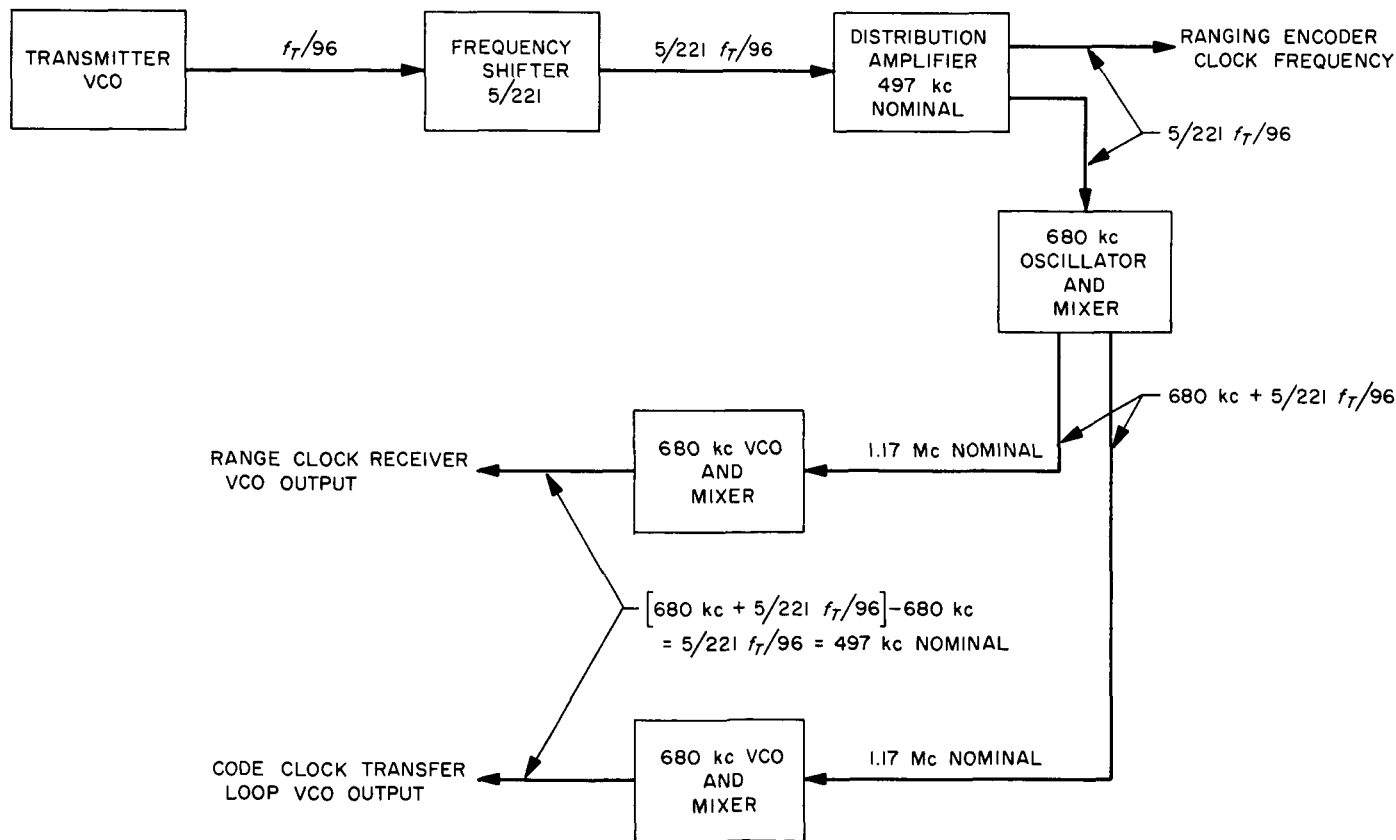 TRANSMITTER
VCO
f_T/96
FREQUENCY
SHIFTER
5/221
5/221 f_T/96
DISTRIBUTION
AMPLIFIER
497 kc
NOMINAL
RANGING ENCODER
CLOCK FREQUENCY
5/221 f_T/96
680 kc
OSCILLATOR
AND
MIXER
680 kc + 5/221 f_T/96
1.17 Mc NOMINAL
680 kc VCO
AND
MIXER
RANGE CLOCK RECEIVER
VCO OUTPUT
[680 kc + 5/221 f_T/96]-680 kc
= 5/221 f_T/96 = 497 kc NOMINAL
1.17 Mc NOMINAL
680 kc VCO
AND
MIXER
CODE CLOCK TRANSFER
LOOP VCO OUTPUT